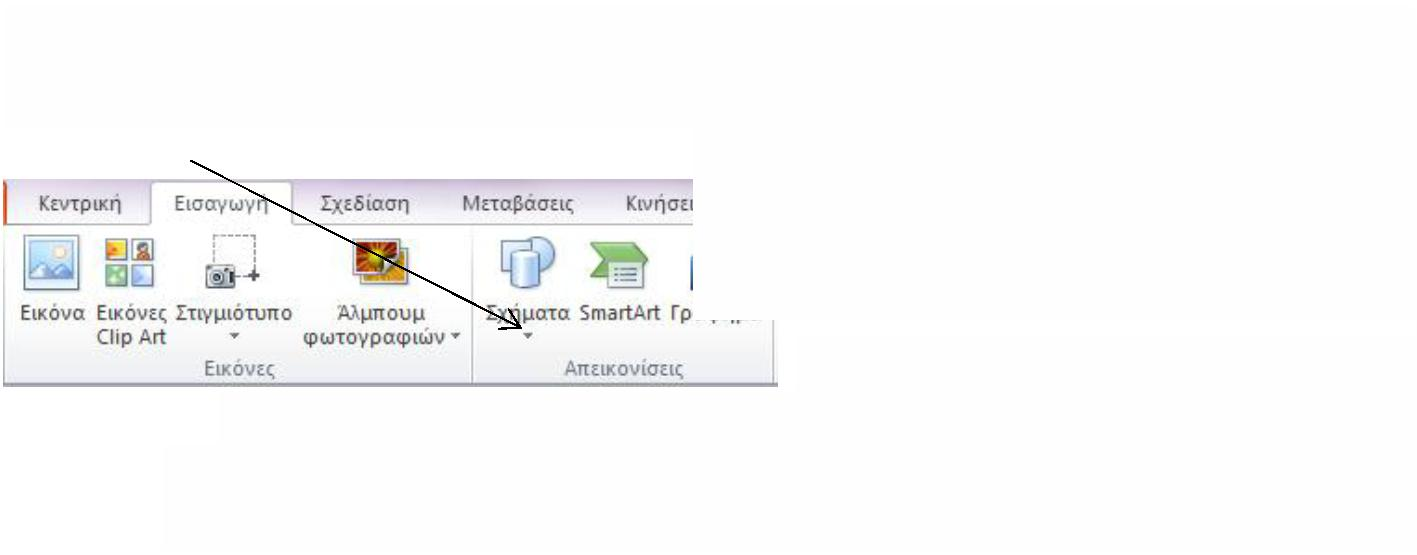 Κεντρική Εισαγωγή Σχεδίαση Μεταβάσεις
Εικόνα Εικόνες Στιγμιότυπο Άλμπουμ Σχήματα SmartArt
Clip Art φωτογραφιών
Εικόνες Απεικονίσεις